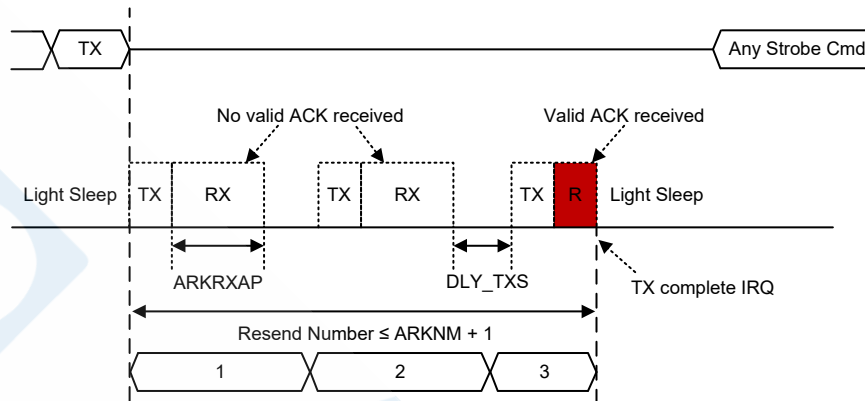 TX
Any Strobe Cmd
No valid ACK received
Valid ACK received
Light Sleep
TX
RX
TX
RX
TX
R
Light Sleep
ARKRXAP
DLY_TXS
TX complete IRQ
Resend Number ≤ ARKNM + 1
1
2
3